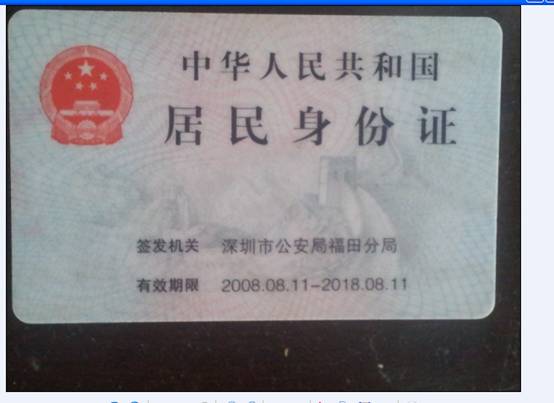 中华人民共和国
居民身份证
签发机关 深圳市公安局福田分局
有效期限 2008.08.11-2018.08.11